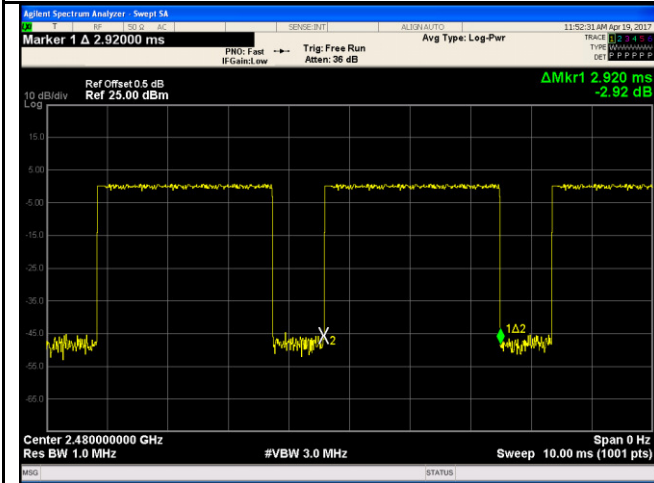 Agilent Spectrum Analyzer - Swept SA
T RF 50 Ω AC SENSE:INT ALIGN AUTO 11:52:31 AM Apr 19, 2017
Marker 1 Δ 2.92000 ms
PNO: Fast
IFGain:Low
Trig: Free Run
Atten: 36 dB
Avg Type: Log-Pwr
TRACE 1 2 3 4 5 6
TYPE
DET P P P P P P
ΔMkr1 2.920 ms
-2.92 dB
Ref Offset 0.5 dB
10 dB/div Ref 25.00 dBm
Log
15.0
5.00
-5.00
-15.0
-25.0
-35.0
-45.0
-55.0
-65.0
X2
1Δ2
Center 2.480000000 GHz Span 0 Hz
Res BW 1.0 MHz #VBW 3.0 MHz Sweep 10.00 ms (1001 pts)
MSG STATUS